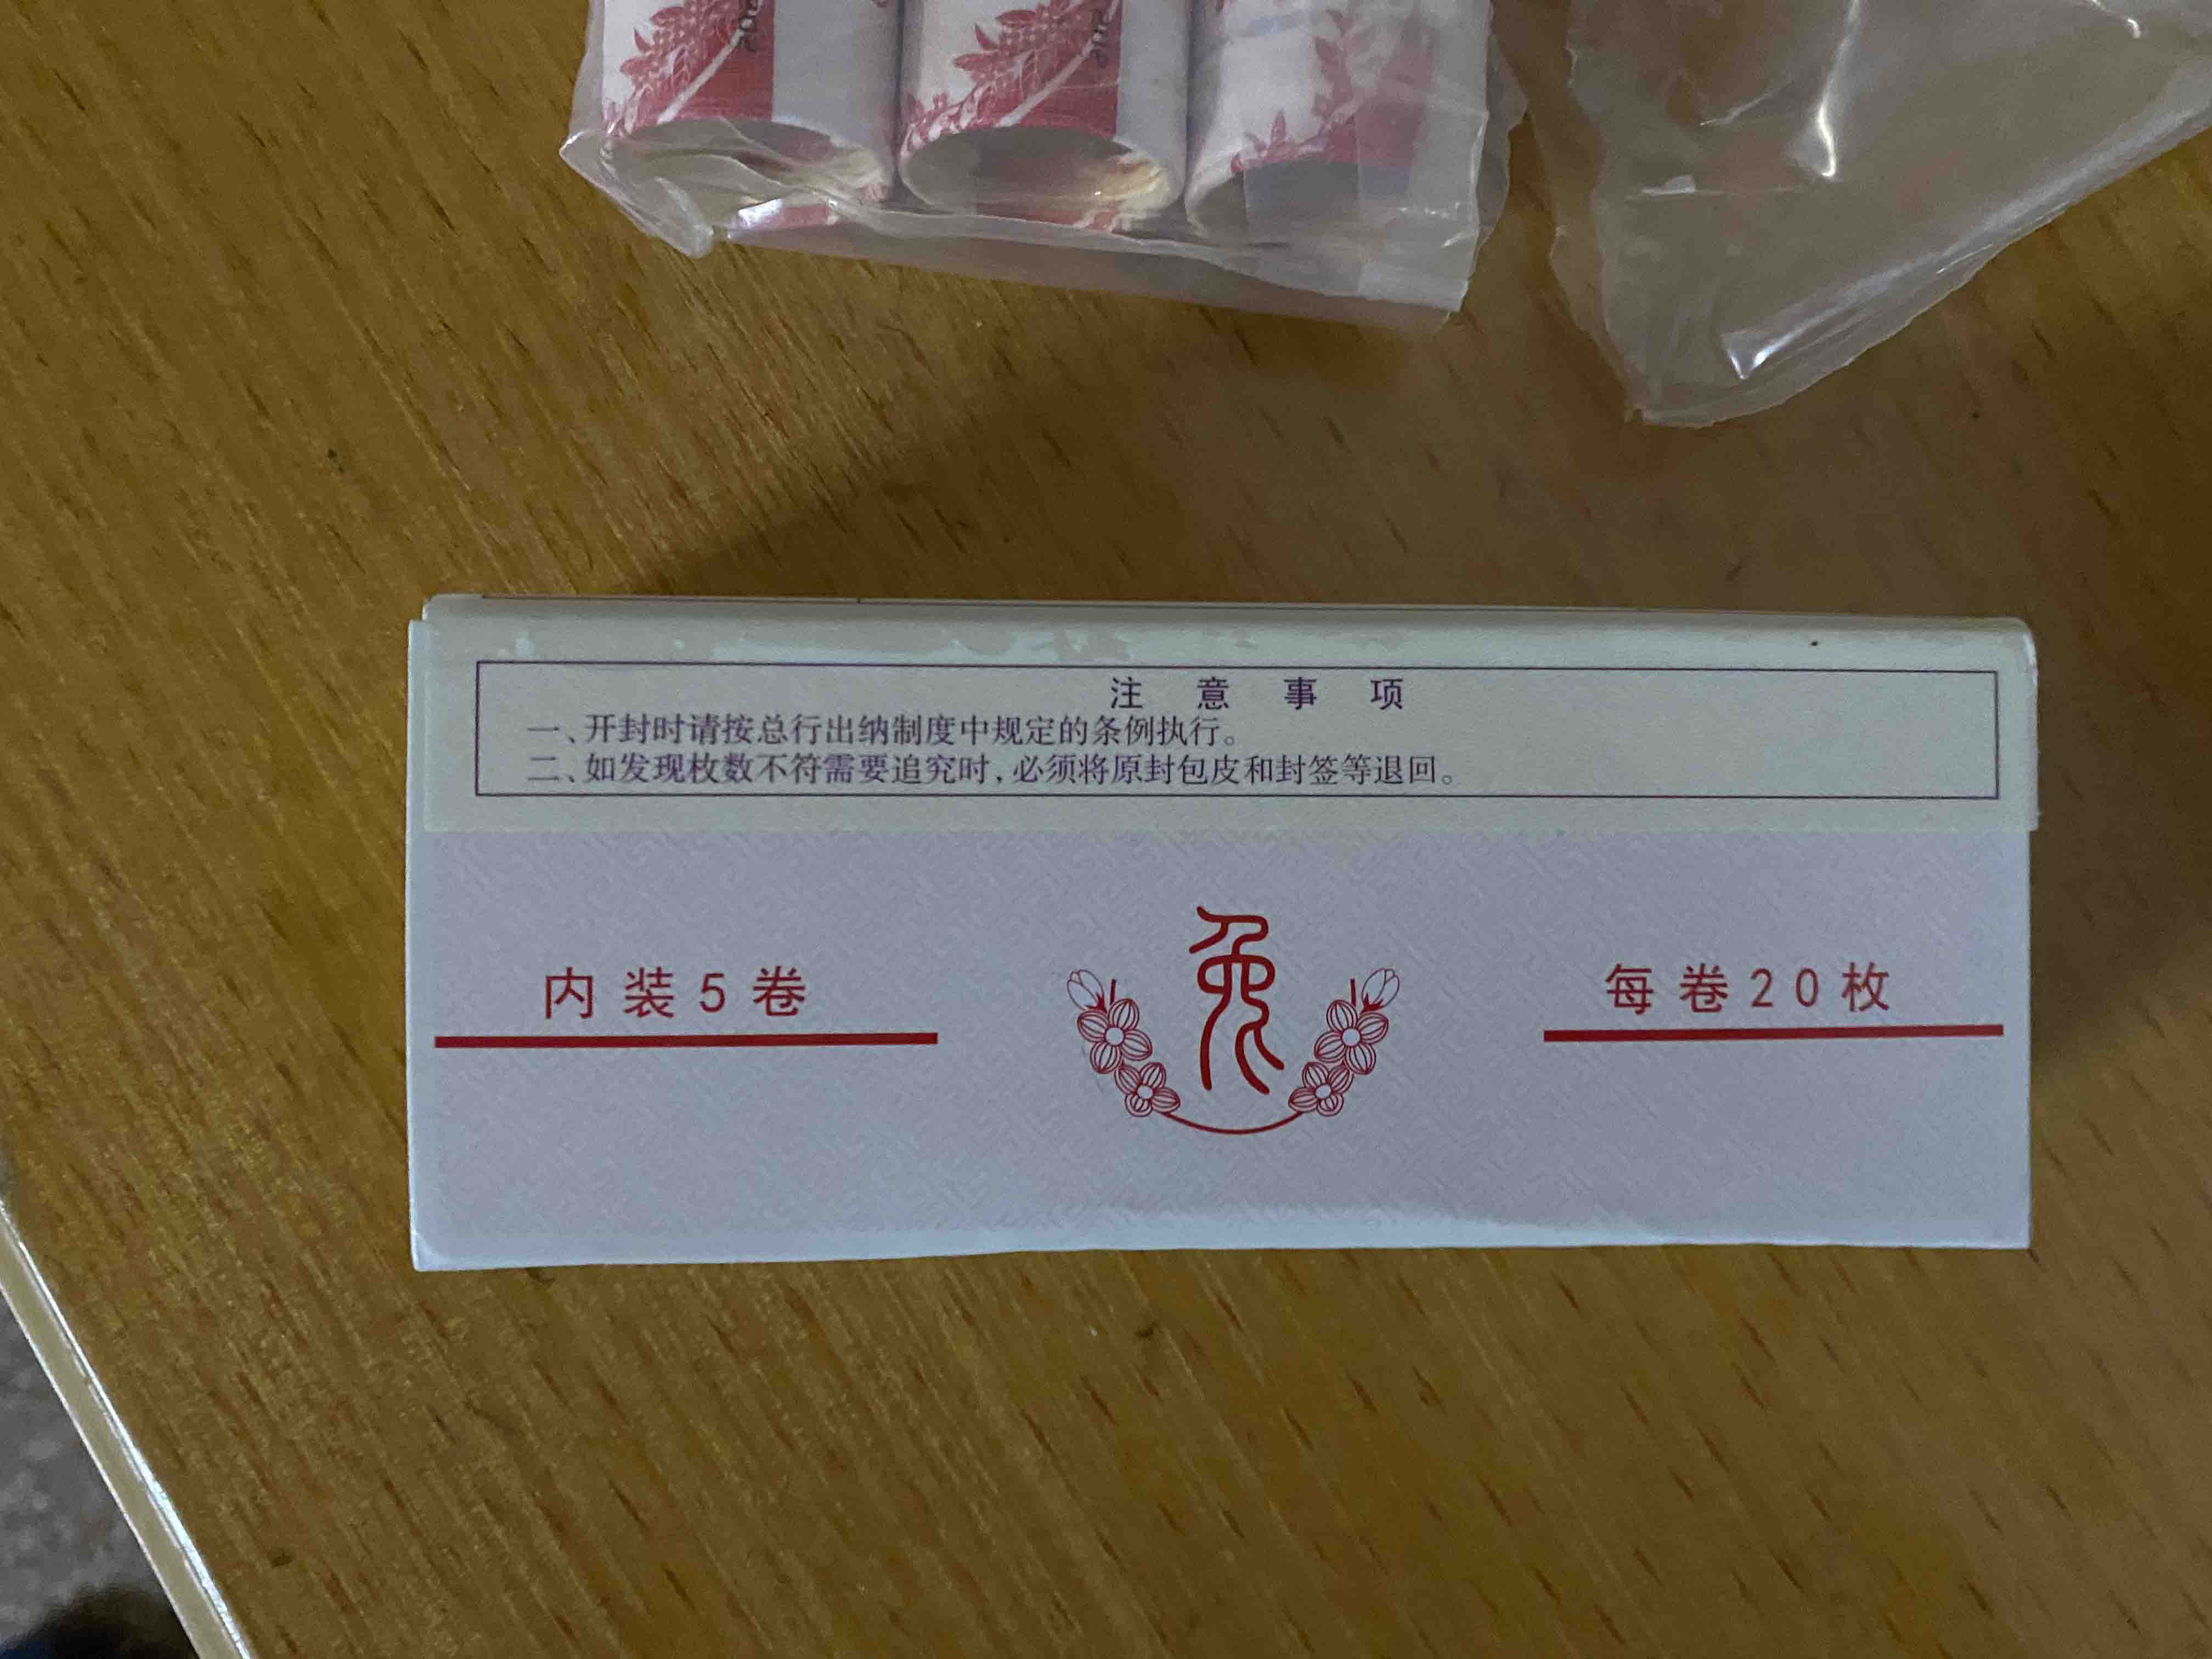 注意事项
一、开封时请按总行出纳制度中规定的条例执行。
二、如发现枚数不符需要追究时，必须将原封包皮和封签等退回。
内装5卷
兔
每卷20枚